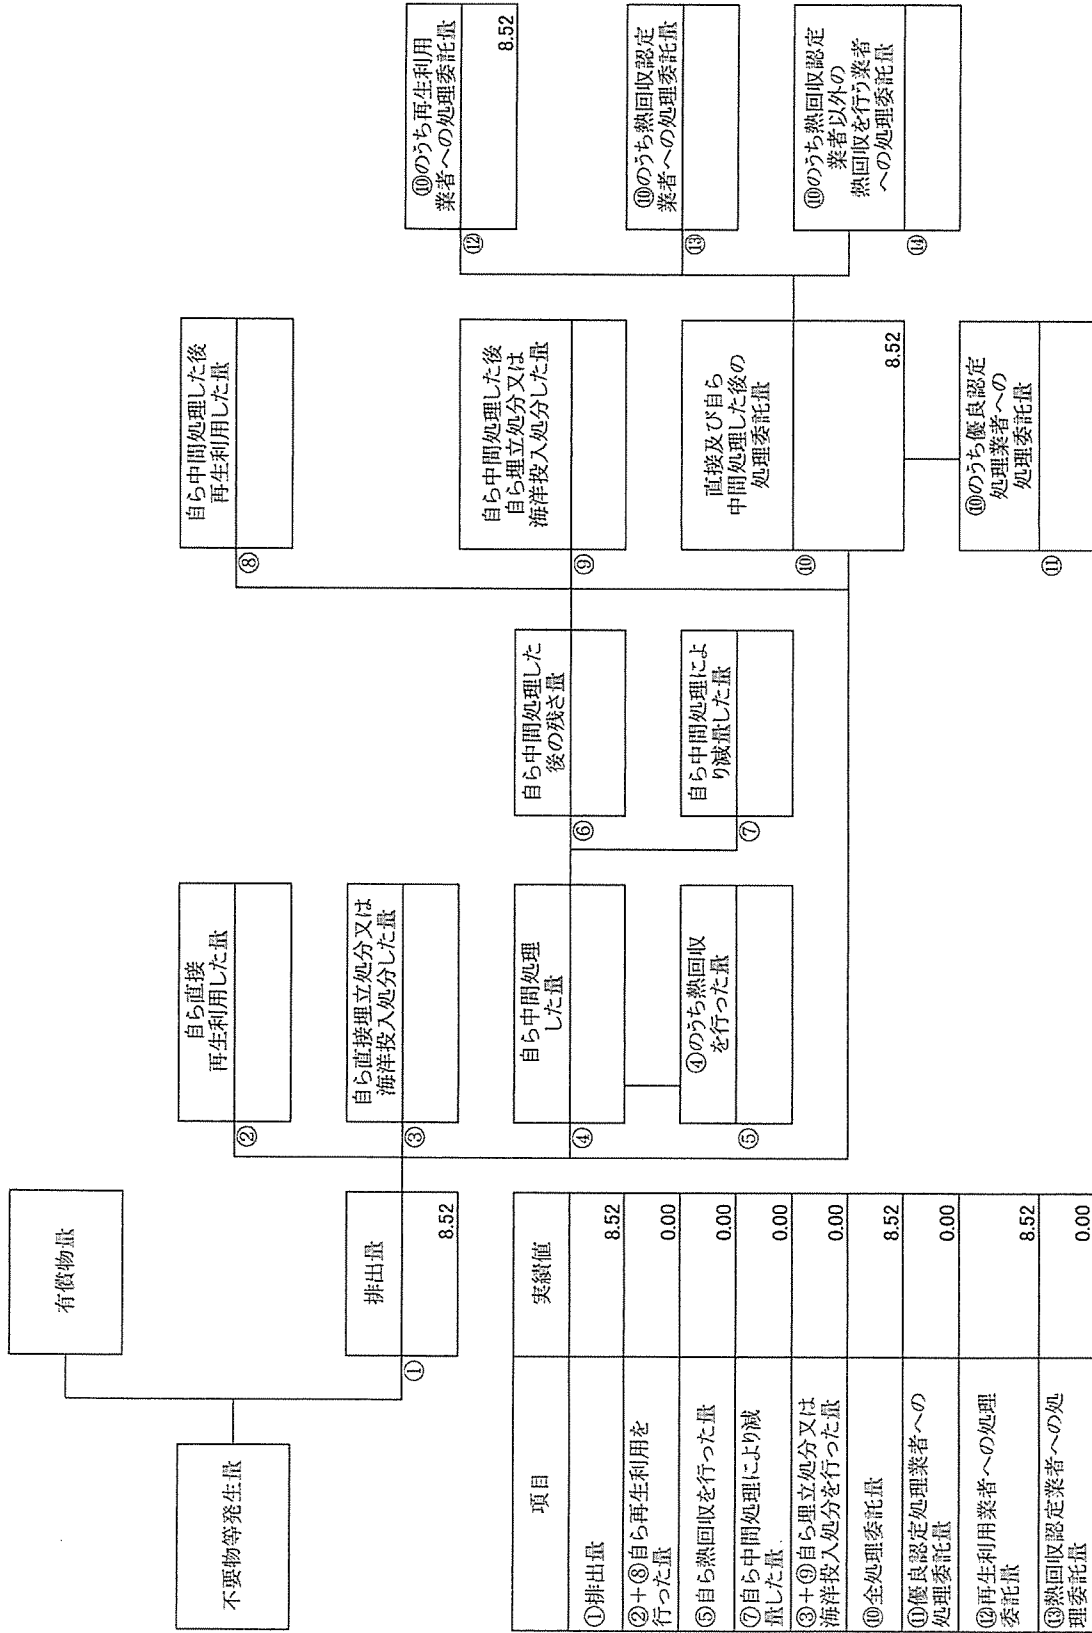 不要物等発生量
有償物量
排出量
①
8.52
②
自ら直接
再生利用した量
③
自ら直接埋立処分又は
海洋投入処分した量
④
自ら中間処理
した量
⑤
④のうち熱回収
を行った量
⑥
自ら中間処理した
後の残さ量
⑦
自ら中間処理によ
り減量した量
⑧
自ら中間処理した後
再生利用した量
⑨
自ら中間処理した後
自ら埋立処分又は
海洋投入処分した量
⑩
直接及び自ら
中間処理した後の
処理委託量
8.52
⑪
⑩のうち優良認定
処理業者への
処理委託量
⑫
⑩のうち再生利用
業者への処理委託量
8.52
⑬
⑩のうち熱回収認定
業者への処理委託量
⑭
⑩のうち熱回収認定
業者以外の
熱回収を行う業者
への処理委託量
項目 実績値
①排出量 8.52
②+⑧自ら再生利用を
行った量 0.00
⑤自ら熱回収を行った量 0.00
⑦自ら中間処理により減
量した量 0.00
③+⑨自ら埋立処分又は
海洋投入処分を行った量 0.00
⑩全処理委託量 8.52
⑪優良認定処理業者への
処理委託量 0.00
⑫再生利用業者への処理
委託量 8.52
⑬熱回収認定業者への処
理委託量 0.00